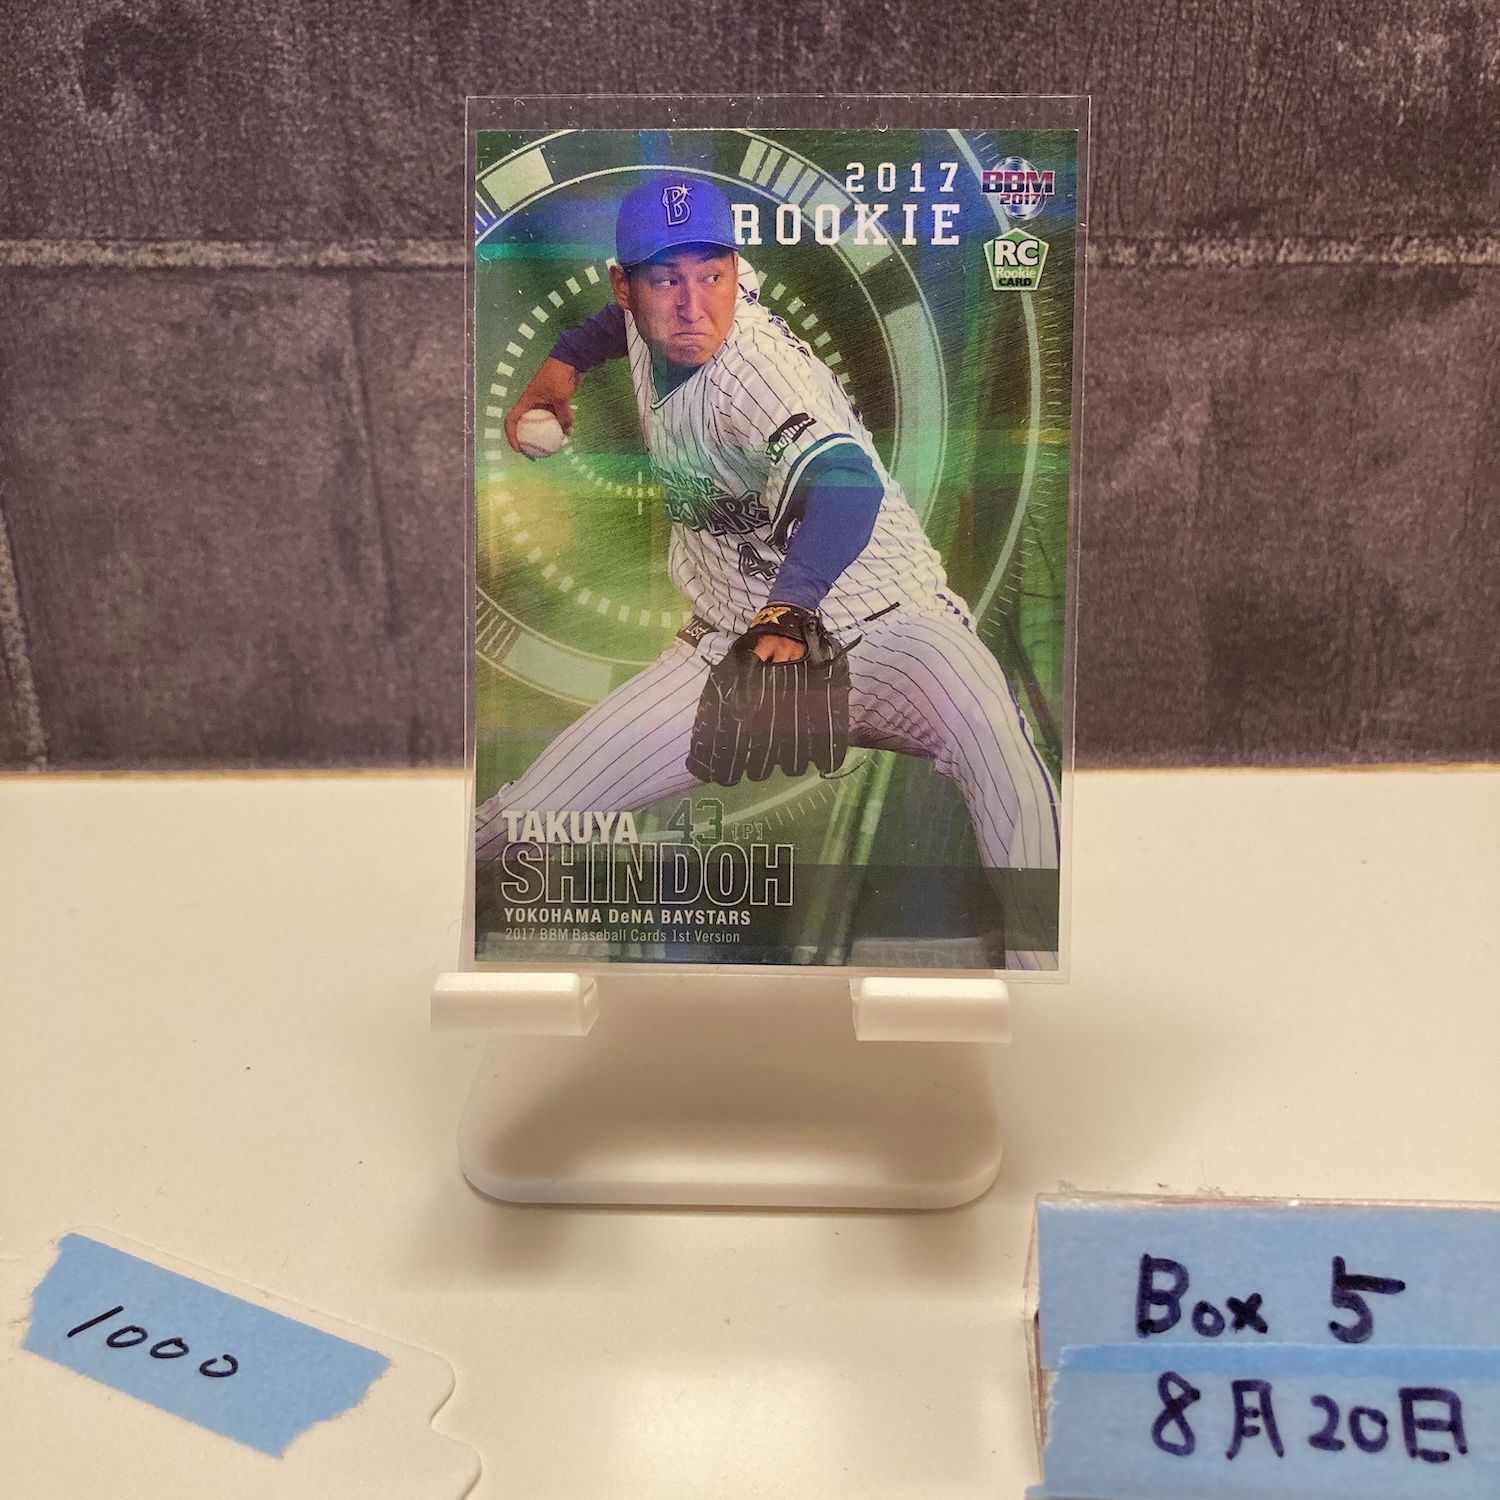 2017
ROOKIE
BBM
2017
RC
Rookie
CARD
TAKUYA 43 [P]
SHINDOH
YOKOHAMA DeNA BAYSTARS
2017 BBM Baseball Cards 1st Version
1000
Box 5
8月20日